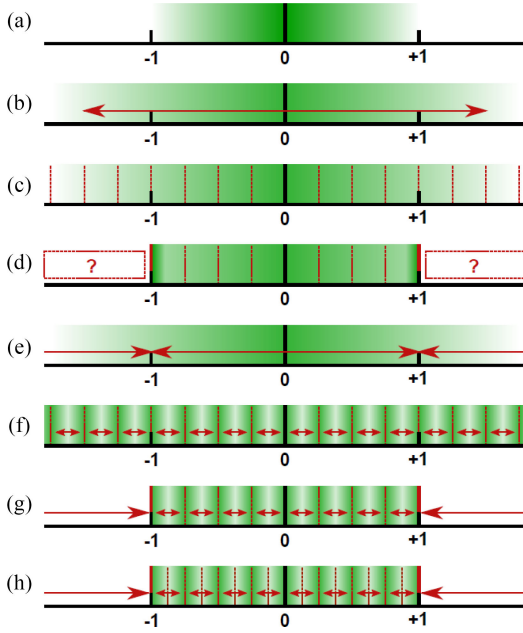 (a)
-1 0 +1
(b)
-1 0 +1
(c)
-1 0 +1
(d) ? ?
-1 0 +1
(e)
-1 0 +1
(f)
-1 0 +1
(g)
-1 0 +1
(h)
-1 0 +1